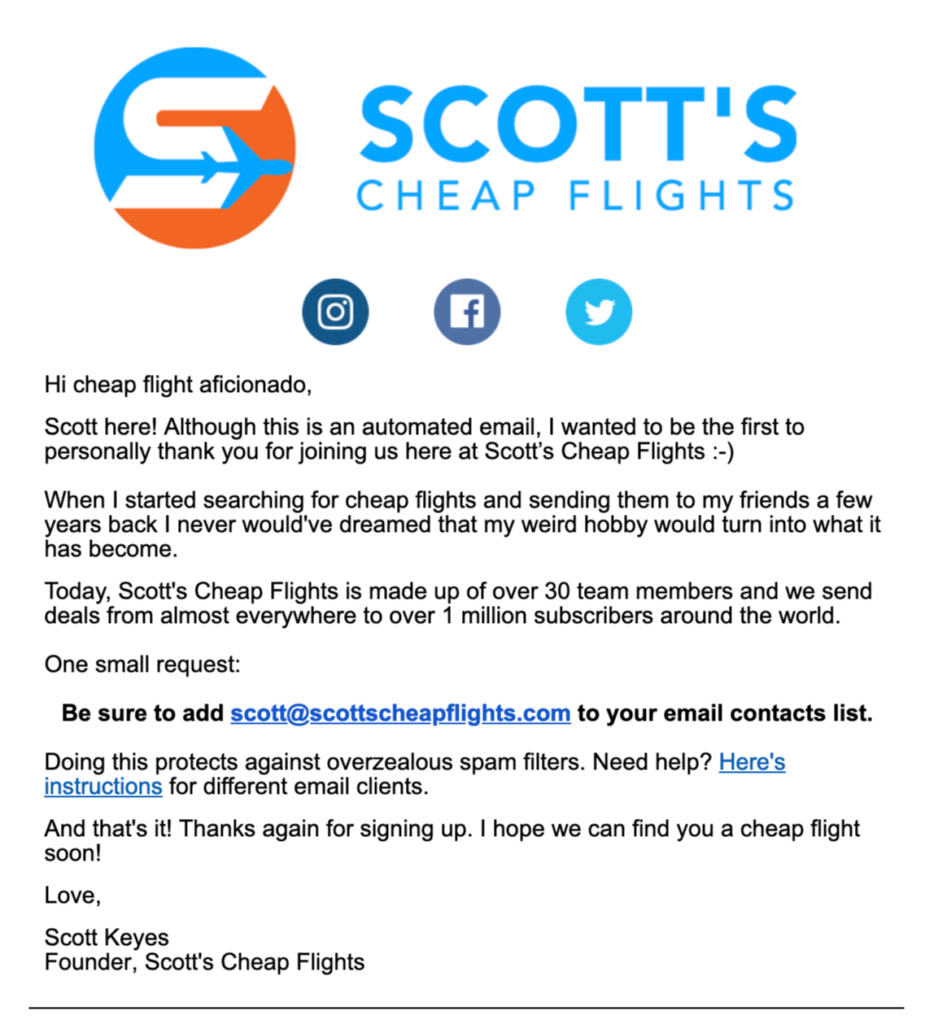 SCOTT'S
CHEAP FLIGHTS
Hi cheap flight aficionado,
Scott here! Although this is an automated email, I wanted to be the first to
personally thank you for joining us here at Scott’s Cheap Flights :-)
When I started searching for cheap flights and sending them to my friends a few
years back I never would've dreamed that my weird hobby would turn into what it
has become.
Today, Scott's Cheap Flights is made up of over 30 team members and we send
deals from almost everywhere to over 1 million subscribers around the world.
One small request:
Be sure to add scott@scottscheapflights.com to your email contacts list.
Doing this protects against overzealous spam filters. Need help? Here's
instructions for different email clients.
And that's it! Thanks again for signing up. I hope we can find you a cheap flight
soon!
Love,
Scott Keyes
Founder, Scott's Cheap Flights